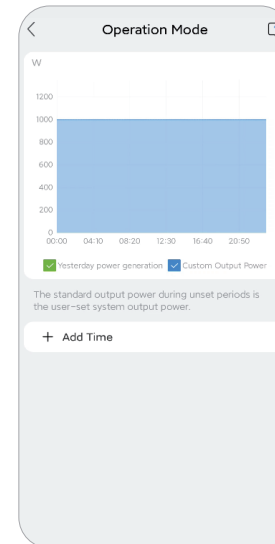 Operation Mode
W
1200
1000
800
600
400
200
0
00:00 04:10 08:20 12:30 16:40 20:50
Yesterday power generation Custom Output Power
The standard output power during unset periods is
the user-set system output power.
+ Add Time